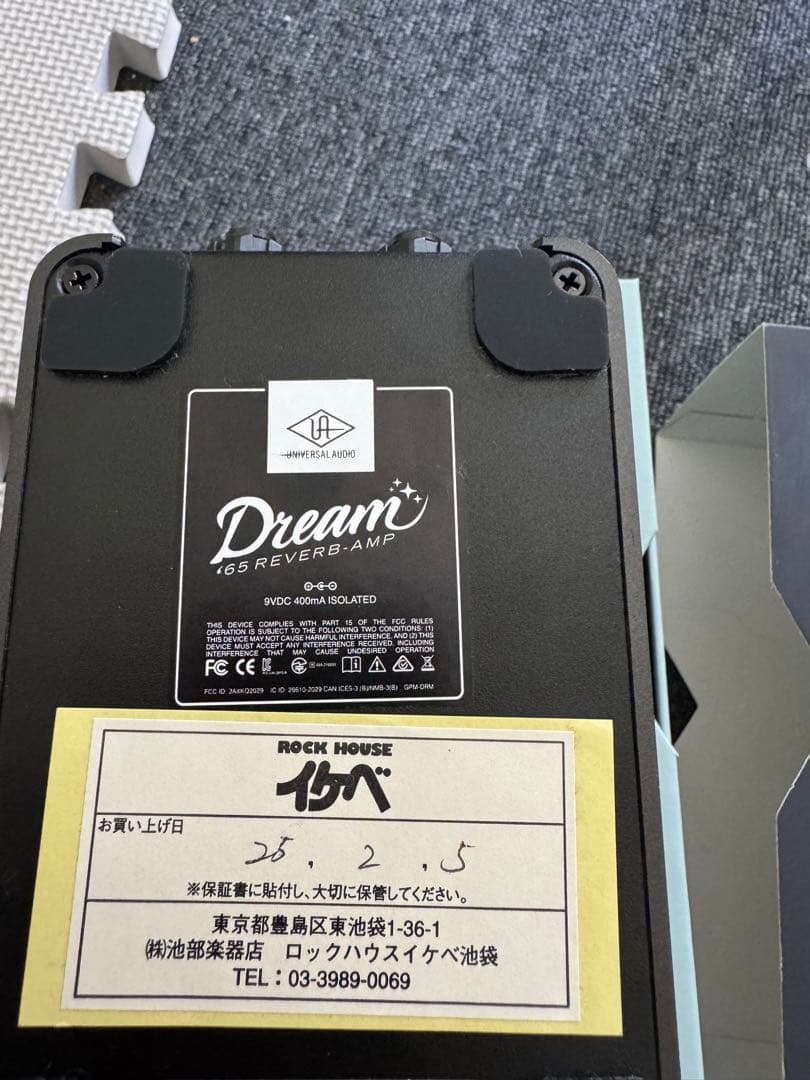 UA
UNIVERSAL AUDIO
Dream
'65 REVERB-AMP
9VDC 400mA ISOLATED
THIS DEVICE COMPLIES WITH PART 15 OF THE FCC RULES
OPERATION IS SUBJECT TO THE FOLLOWING TWO CONDITIONS: (1)
THIS DEVICE MAY NOT CAUSE HARMFUL INTERFERENCE, AND (2) THIS
DEVICE MUST ACCEPT ANY INTERFERENCE RECEIVED, INCLUDING
INTERFERENCE THAT MAY CAUSE UNDESIRED OPERATION
FC CE
FCC ID: 2AXKQ2029 IC ID: 26610-2029 CAN ICES-3 (B)/NMB-3(B) GPM-DRM
ROCK HOUSE
イケベ
お買い上げ日
25 . 2 . 5
※保証書に貼付し、大切に保管してください。
東京都豊島区東池袋1-36-1
㈱池部楽器店 ロックハウスイケベ池袋
TEL：03-3989-0069